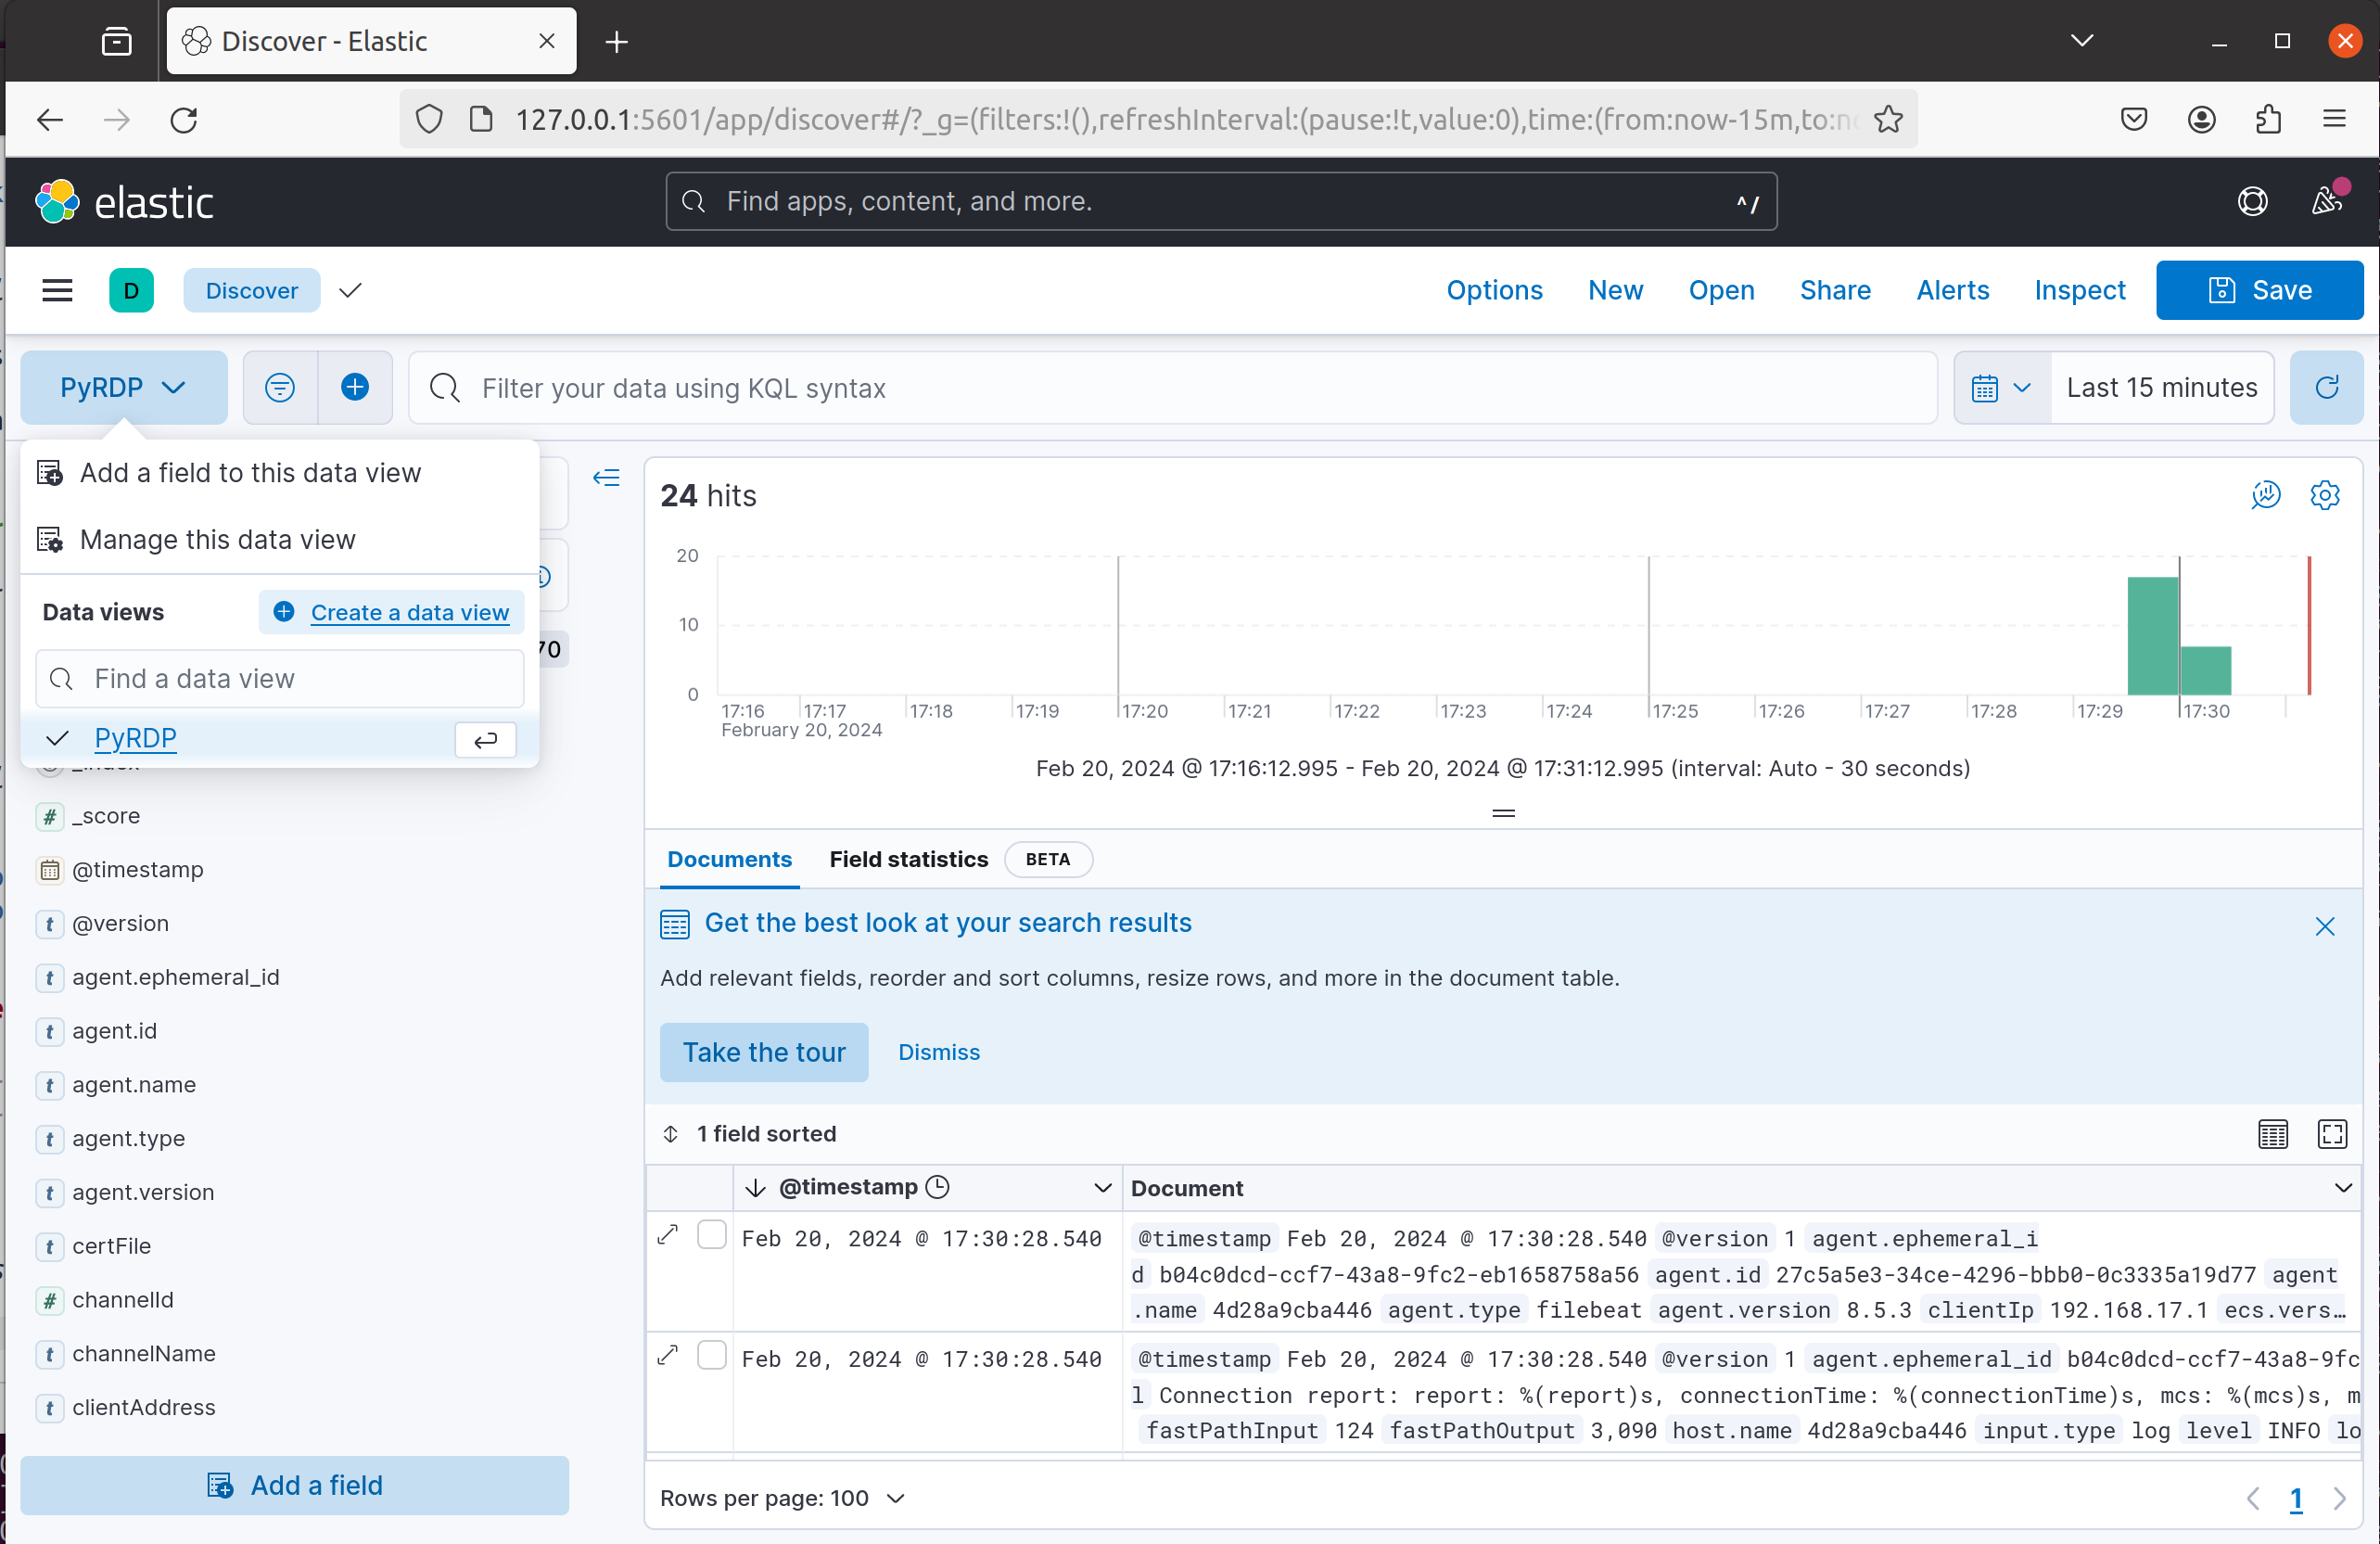 Discover - Elastic
127.0.0.1:5601/app/discover#/?_g=(filters:!(),refreshInterval:(pause:!t,value:0),time:(from:now-15m,to:n
elastic
Find apps, content, and more.
^/
D
Discover
Options
New
Open
Share
Alerts
Inspect
Save
PyRDP
Filter your data using KQL syntax
Last 15 minutes
Add a field to this data view
Manage this data view
Data views
Create a data view
Find a data view
PyRDP
70
# _score
@timestamp
t @version
t agent.ephemeral_id
t agent.id
t agent.name
t agent.type
t agent.version
t certFile
# channelId
t channelName
t clientAddress
Add a field
24 hits
20
10
0
17:16 17:17 17:18 17:19 17:20 17:21 17:22 17:23 17:24 17:25 17:26 17:27 17:28 17:29 17:30
February 20, 2024
Feb 20, 2024 @ 17:16:12.995 - Feb 20, 2024 @ 17:31:12.995 (interval: Auto - 30 seconds)
Documents
Field statistics
BETA
Get the best look at your search results
Add relevant fields, reorder and sort columns, resize rows, and more in the document table.
Take the tour
Dismiss
1 field sorted
@timestamp
Document
Feb 20, 2024 @ 17:30:28.540
@timestamp Feb 20, 2024 @ 17:30:28.540 @version 1 agent.ephemeral_i
d b04c0dcd-ccf7-43a8-9fc2-eb1658758a56 agent.id 27c5a5e3-34ce-4296-bbb0-0c3335a19d77 agent
.name 4d28a9cba446 agent.type filebeat agent.version 8.5.3 clientIp 192.168.17.1 ecs.vers…
Feb 20, 2024 @ 17:30:28.540
@timestamp Feb 20, 2024 @ 17:30:28.540 @version 1 agent.ephemeral_id b04c0dcd-ccf7-43a8-9fc
l Connection report: report: %(report)s, connectionTime: %(connectionTime)s, mcs: %(mcs)s, m
fastPathInput 124 fastPathOutput 3,090 host.name 4d28a9cba446 input.type log level INFO lo
Rows per page: 100
1